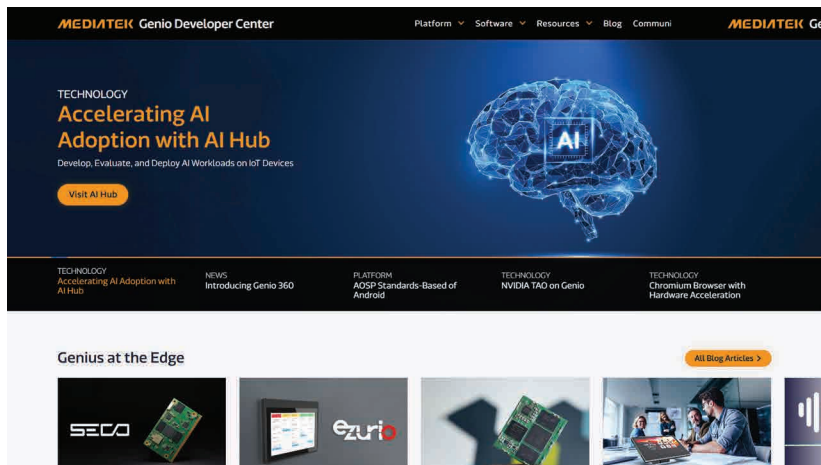 MEDIATEK Genio Developer Center
Platform
Software
Resources
Blog
Communi
MEDIATEK Ge
TECHNOLOGY
Accelerating AI
Adoption with AI Hub
Develop, Evaluate, and Deploy AI Workloads on IoT Devices
Visit AI Hub
AI
TECHNOLOGY
Accelerating AI Adoption with
AI Hub
NEWS
Introducing Genio 360
PLATFORM
AOSP Standards-Based of
Android
TECHNOLOGY
NVIDIA TAO on Genio
TECHNOLOGY
Chromium Browser with
Hardware Acceleration
Genius at the Edge
All Blog Articles
SECO
ezurio